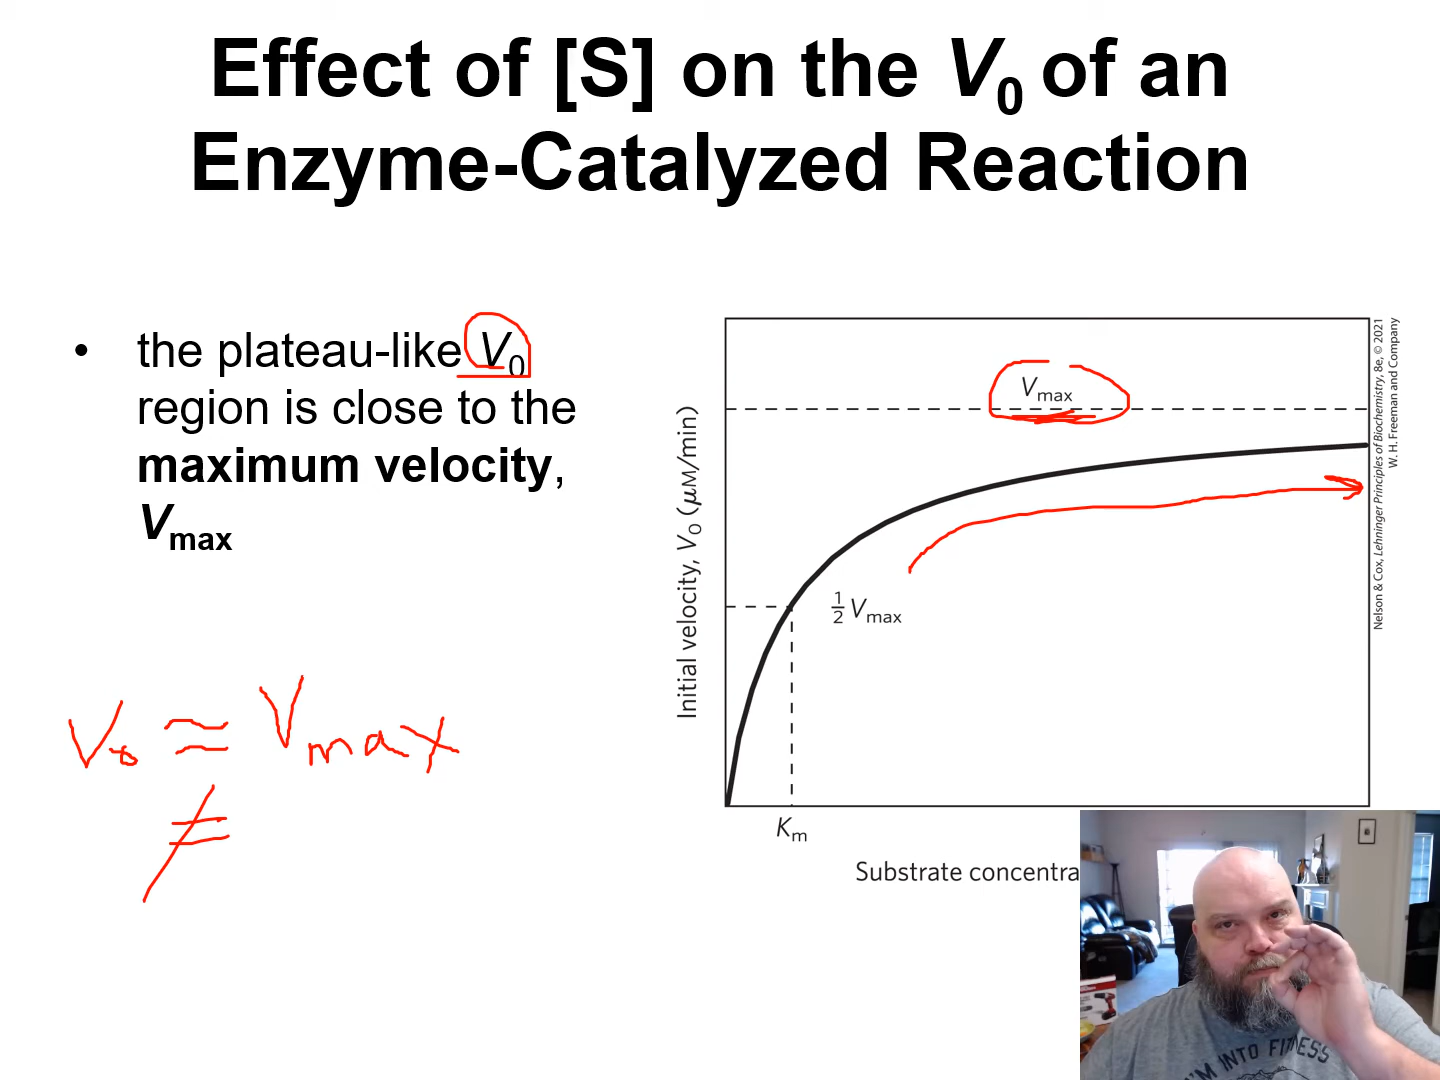 Effect of [S] on the V0 of an
Enzyme-Catalyzed Reaction
• the plateau-like V0
region is close to the
maximum velocity,
Vmax
V0 ≈ Vmax
≠
Vmax
½ Vmax
Initial velocity, V0 (μM/min)
Km
Substrate concentra
Nelson & Cox, Lehninger Principles of Biochemistry, 8e, © 2021
W. H. Freeman and Company
I'M INTO FITNESS